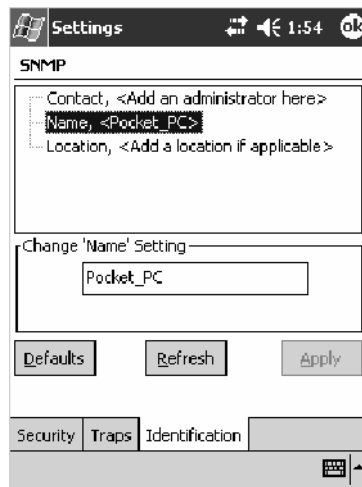 Settings 1:54 ok
SNMP
Contact, <Add an administrator here>
Name, <Pocket_PC>
Location, <Add a location if applicable>
Change 'Name' Setting
Pocket_PC
Defaults Refresh Apply
Security Traps Identification